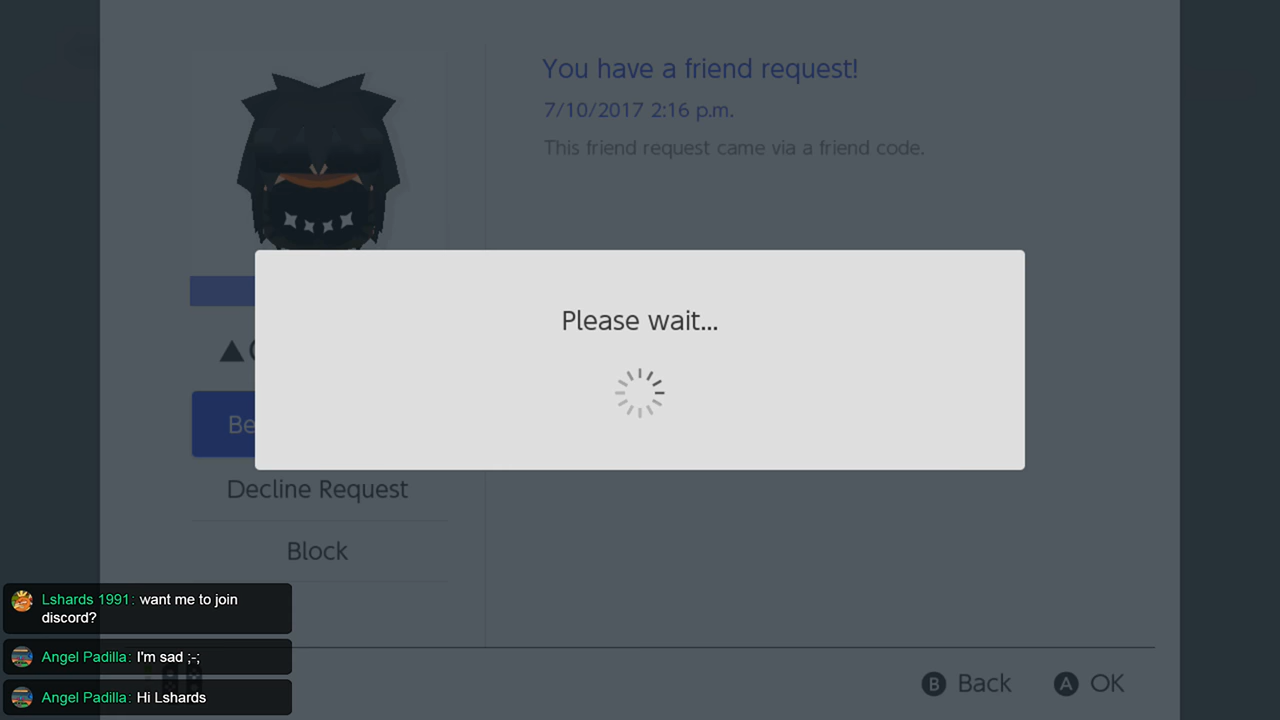 You have a friend request!
7/10/2017 2:16 p.m.
This friend request came via a friend code.
Please wait...
Decline Request
Block
Lshards 1991: want me to join
discord?
Angel Padilla: I'm sad ;-;
Angel Padilla: Hi Lshards
B Back A OK